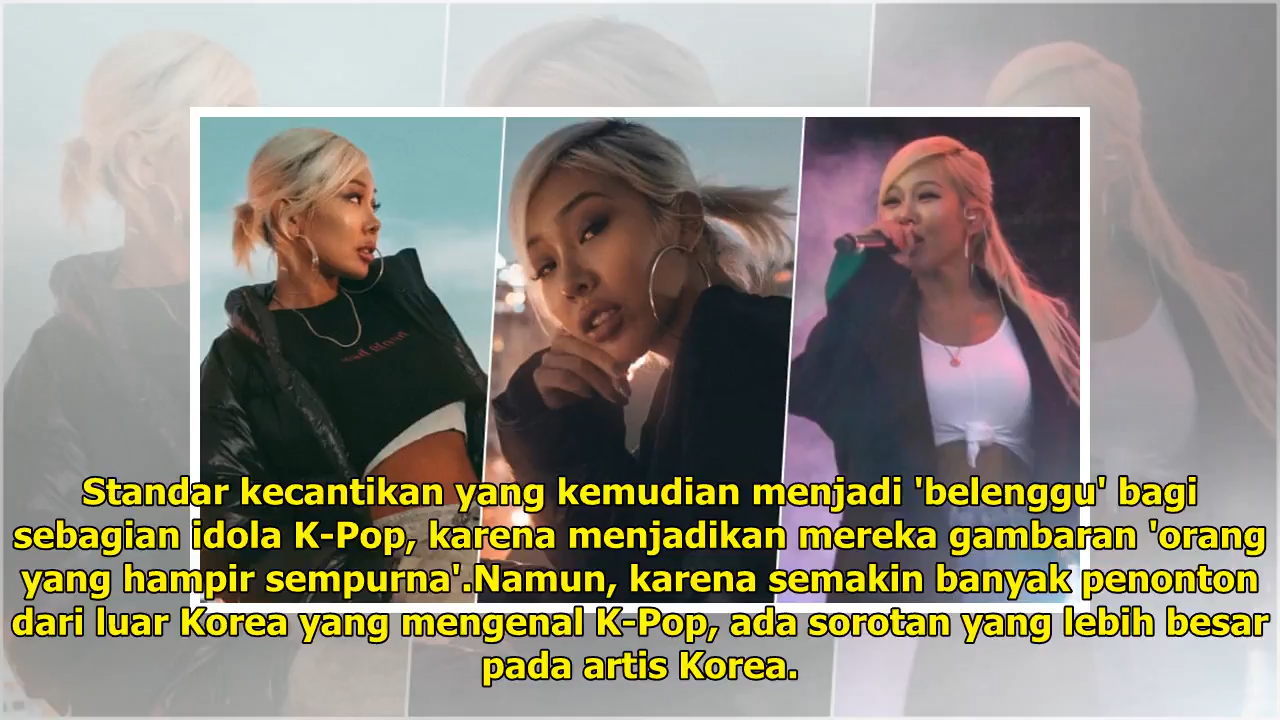 Standar kecantikan yang kemudian menjadi 'belenggu' bagi
sebagian idola K-Pop, karena menjadikan mereka gambaran 'orang
yang hampir sempurna'.Namun, karena semakin banyak penonton
dari luar Korea yang mengenal K-Pop, ada sorotan yang lebih besar
pada artis Korea.